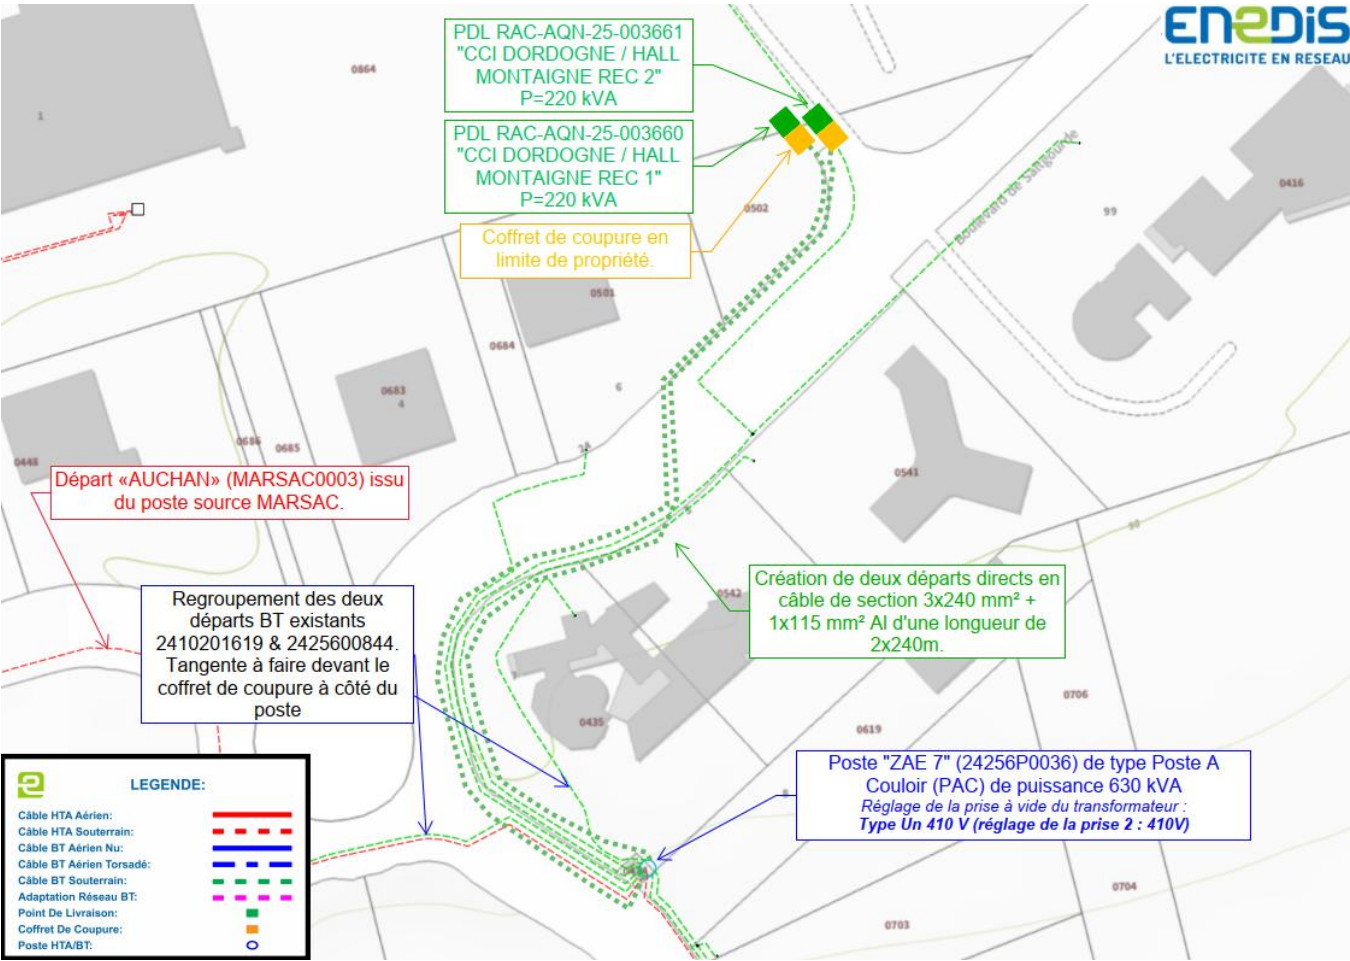 PDL RAC-AQN-25-003661
"CCI DORDOGNE / HALL
MONTAIGNE REC 2"
P=220 kVA
ENEDIS
L'ELECTRICITE EN RESEAU
0864
1
PDL RAC-AQN-25-003660
"CCI DORDOGNE / HALL
MONTAIGNE REC 1"
P=220 kVA
Boulevard de Saltgourde
0416
99
0502
Coffret de coupure en
limite de propriété.
0501
0684
6
0683
4
0686
0685
24
0448
0541
Départ «AUCHAN» (MARSAC0003) issu
du poste source MARSAC.
5
10
Création de deux départs directs en
câble de section 3x240 mm² +
1x115 mm² Al d'une longueur de
2x240m.
0542
Regroupement des deux
départs BT existants
2410201619 & 2425600844.
Tangente à faire devant le
coffret de coupure à côté du
poste
0706
0435
0619
Poste "ZAE 7" (24256P0036) de type Poste A
Couloir (PAC) de puissance 630 kVA
Réglage de la prise à vide du transformateur :
Type Un 410 V (réglage de la prise 2 : 410V)
0704
0703
LEGENDE:
Câble HTA Aérien:
Câble HTA Souterrain:
Câble BT Aérien Nu:
Câble BT Aérien Torsadé:
Câble BT Souterrain:
Adaptation Réseau BT:
Point De Livraison:
Coffret De Coupure:
Poste HTA/BT: